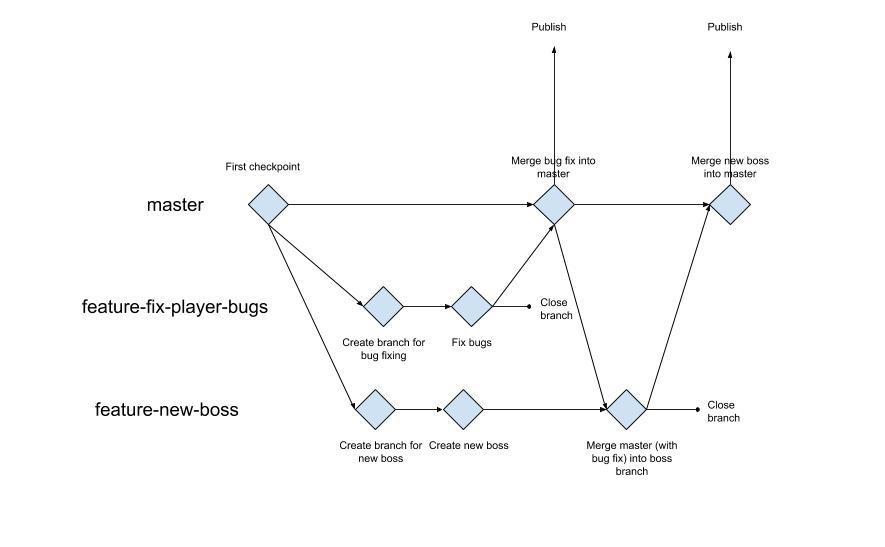 Publish
Publish
First checkpoint
Merge bug fix into
master
Merge new boss
into master
master
feature-fix-player-bugs
Create branch for
bug fixing
Fix bugs
Close
branch
feature-new-boss
Create branch for
new boss
Create new boss
Merge master (with
bug fix) into boss
branch
Close
branch